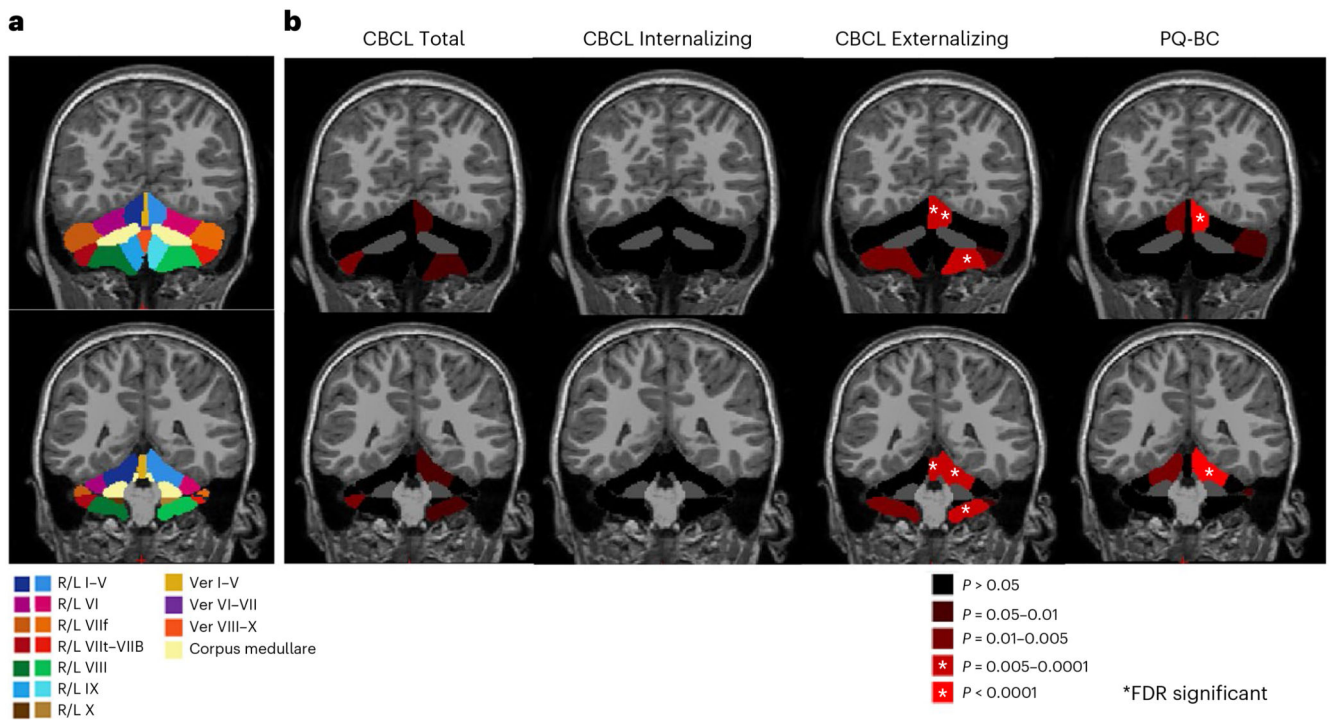 a
b
CBCL Total
CBCL Internalizing
CBCL Externalizing
PQ-BC
* *
*
*
* *
*
*
R/L I–V
R/L VI
R/L VIIf
R/L VIIt–VIIB
R/L VIII
R/L IX
R/L X
Ver I–V
Ver VI–VII
Ver VIII–X
Corpus medullare
P > 0.05
P = 0.05–0.01
P = 0.01–0.005
* P = 0.005–0.0001
* P < 0.0001
*FDR significant